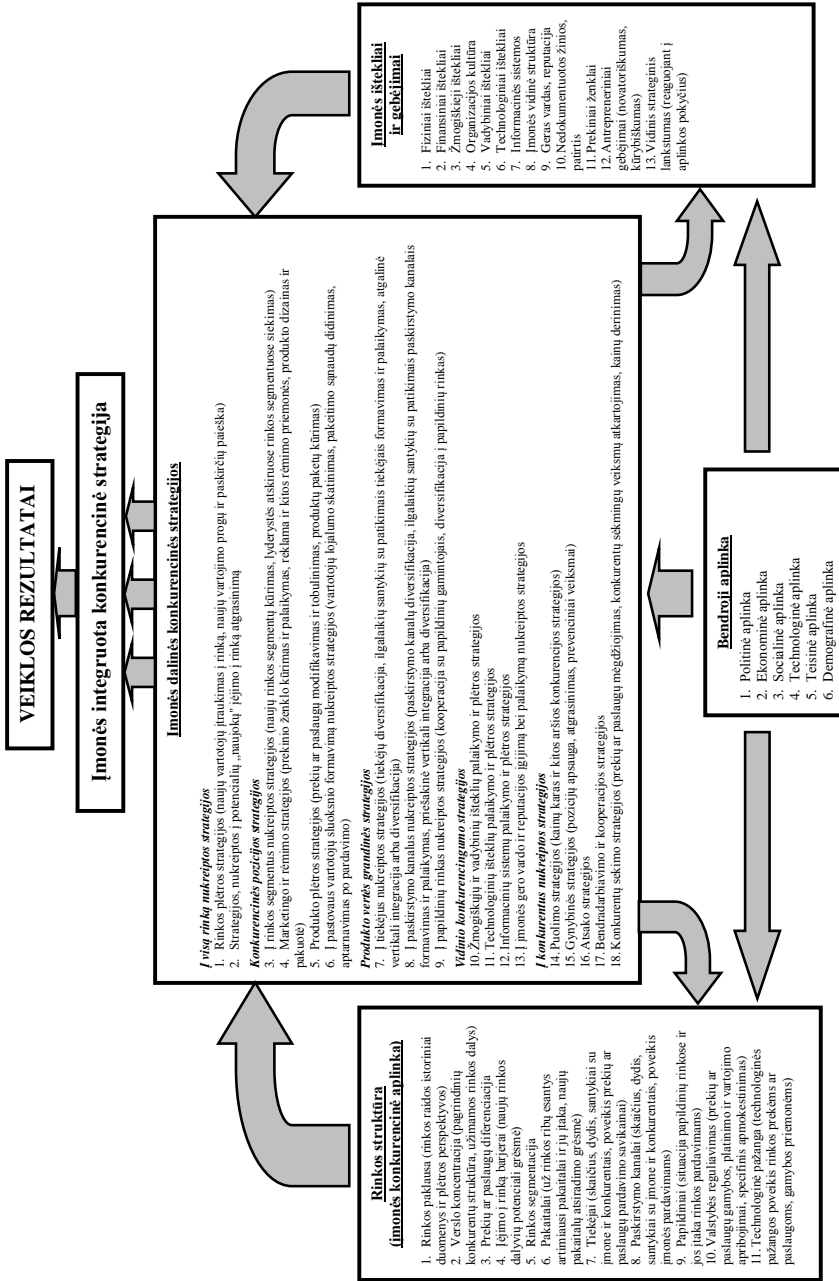 VEIKLOS REZULTATAI
Įmonės integruota konkurencinė strategija
Įmonės dalinės konkurencinės strategijos
Į visą rinką nukreiptos strategijos
1. Rinkos plėtros strategijos (naujų vartotojų įtraukimas į rinką, naujų vartojimo progų ir paskirčių paieška)
2. Strategijos, nukreiptos į potencialių „naujokų" įėjimo į rinką atgrasinimą
Konkurencinės pozicijos strategijos
3. Į rinkos segmentus nukreiptos strategijos (naujų rinkos segmentų kūrimas, lyderystės atskiruose rinkos segmentuose siekimas)
4. Marketingo ir rėmimo strategijos (prekinio ženklo kūrimas ir palaikymas, reklama ir kitos rėmimo priemonės, produkto dizainas ir
pakuotė)
5. Produkto plėtros strategijos (prekių ar paslaugų modifikavimas ir tobulinimas, produktų paketų kūrimas)
6. Į pastovaus vartotojų sluoksnio formavimą nukreiptos strategijos (vartotojų lojalumo skatinimas, pakeitimo sąnaudų didinimas,
aptarnavimas po pardavimo)
Produkto vertės grandinės strategijos
7. Į tiekėjus nukreiptos strategijos (tiekėjų diversifikacija, ilgalaikių santykių su patikimais tiekėjais formavimas ir palaikymas, atgalinė
vertikali integracija arba diversifikacija)
8. Į paskirstymo kanalus nukreiptos strategijos (paskirstymo kanalų diversifikacija, ilgalaikių santykių su patikimais paskirstymo kanalais
formavimas ir palaikymas, priešakinė vertikali integracija arba diversifikacija)
9. Į papildinių rinkas nukreiptos strategijos (kooperacija su papildinių gamintojais, diversifikacija į papildinių rinkas)
Vidinio konkurencingumo strategijos
10. Žmogiškųjų ir vadybinių išteklių palaikymo ir plėtros strategijos
11. Technologinių išteklių palaikymo ir plėtros strategijos
12. Informacinių sistemų palaikymo ir plėtros strategijos
13. Į įmonės gero vardo ir reputacijos įgijimą bei palaikymą nukreiptos strategijos
Į konkurentus nukreiptos strategijos
14. Puolimo strategijos (kainų karas ir kitos aršios konkurencijos strategijos)
15. Gynybinės strategijos (pozicijų apsauga, atgrasinimas, prevenciniai veiksmai)
16. Atsako strategijos
17. Bendradarbiavimo ir kooperacijos strategijos
18. Konkurentų sekimo strategijos (prekių ar paslaugų mėgdžiojimas, konkurentų sėkmingų veiksmų atkartojimas, kainų derinimas)
Rinkos struktūra
(įmonės konkurencinė aplinka)
1. Rinkos paklausa (rinkos raidos istoriniai
duomenys ir plėtros perspektyvos)
2. Verslo koncentracija (pagrindinių
konkurentų struktūra, užimamos rinkos dalys)
3. Prekių ar paslaugų diferenciacija
4. Įėjimo į rinką barjerai (naujų rinkos
dalyvių potenciali grėsmė)
5. Rinkos segmentacija
6. Pakaitalai (už rinkos ribų esantys
artimiausi pakaitalai ir jų įtaka, naujų
pakaitalų atsiradimo grėsmė)
7. Tiekėjai (skaičius, dydis, santykiai su
įmone ir konkurentais, poveikis prekių ar
paslaugų pardavimo savikainai)
8. Paskirstymo kanalai (skaičius, dydis,
santykiai su įmone ir konkurentais, poveikis
įmonės pardavimams)
9. Papildiniai (situacija papildinių rinkose ir
jos įtaka rinkos pardavimams)
10. Valstybės reguliavimas (prekių ar
paslaugų gamybos, platinimo ir vartojimo
apribojimai, specifinis apmokestinimas)
11. Technologinė pažanga (technologinės
pažangos poveikis rinkos prekėms ar
paslaugoms, gamybos priemonėms)
Bendroji aplinka
1. Politinė aplinka
2. Ekonominė aplinka
3. Socialinė aplinka
4. Technologinė aplinka
5. Teisinė aplinka
6. Demografinė aplinka
Įmonės ištekliai
ir gebėjimai
1. Fiziniai ištekliai
2. Finansiniai ištekliai
3. Žmogiškieji ištekliai
4. Organizacijos kultūra
5. Vadybiniai ištekliai
6. Technologiniai ištekliai
7. Informacinės sistemos
8. Įmonės vidinė struktūra
9. Geras vardas, reputacija
10. Nedokumentuotos žinios,
patirtis
11. Prekiniai ženklai
12. Antrepreneriniai
gebėjimai (novatoriškumas,
kūrybiškumas)
13. Vidinis strateginis
lankstumas (reaguojant į
aplinkos pokyčius)